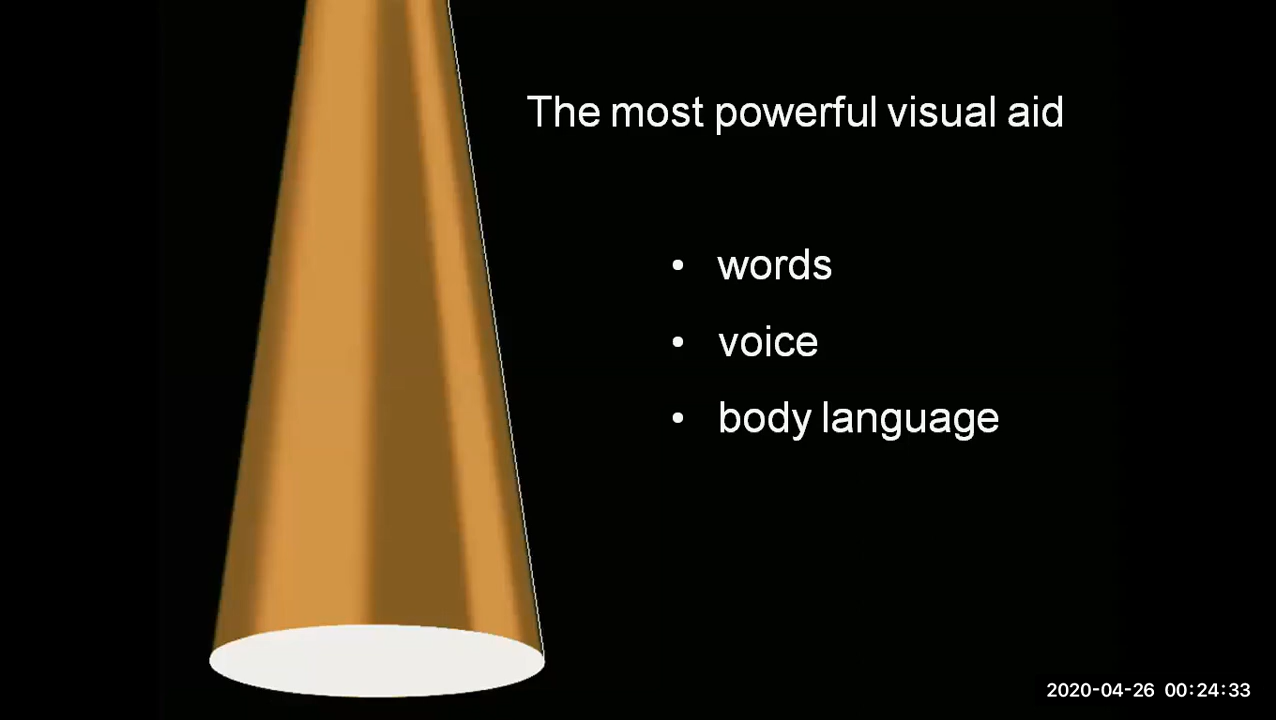 The most powerful visual aid
• words
• voice
• body language
2020-04-26 00:24:33